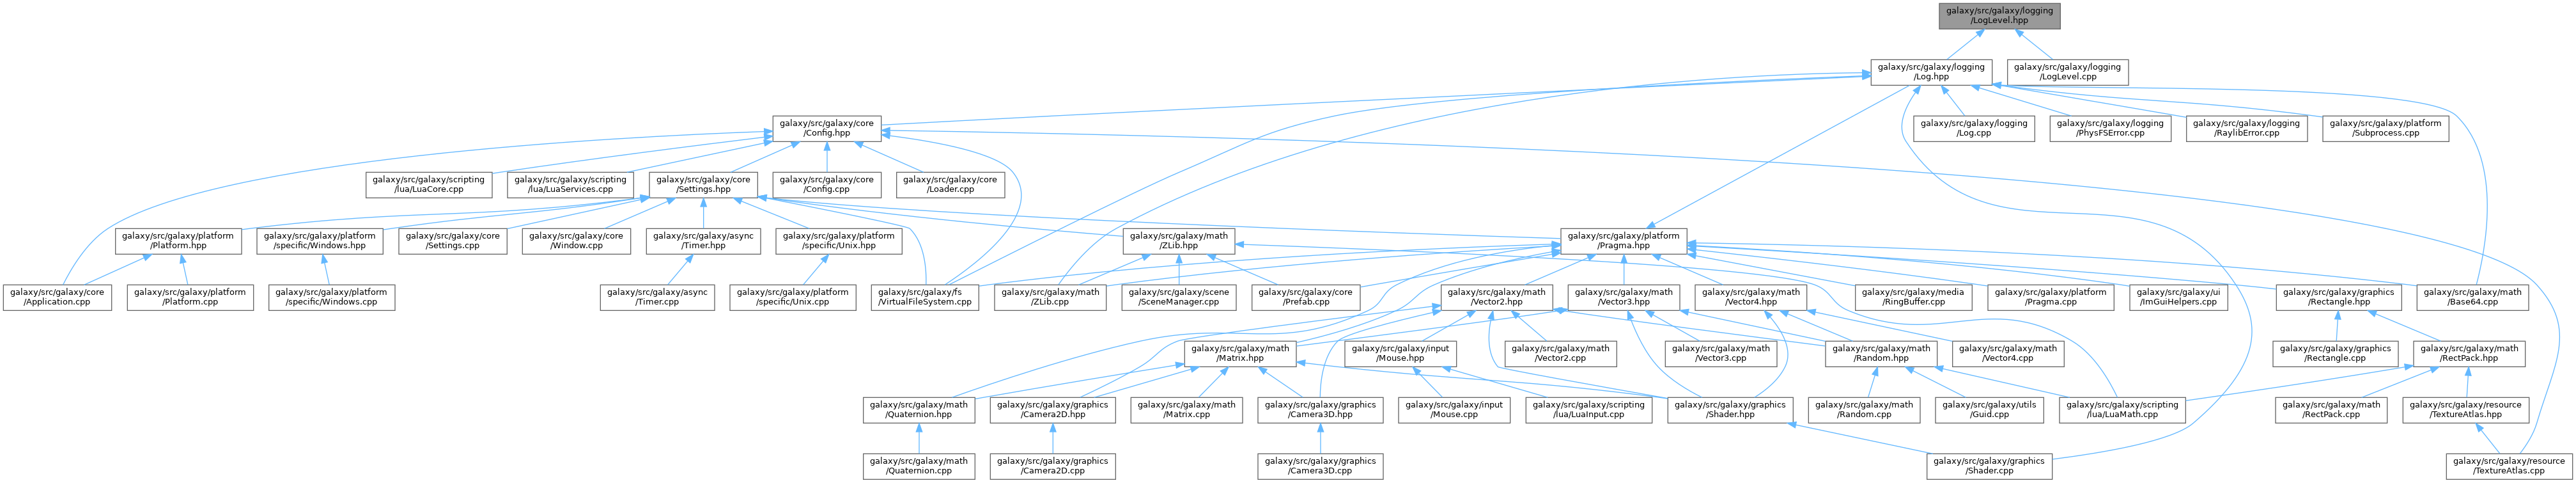 galaxy/src/galaxy/logging
/LogLevel.hpp
galaxy/src/galaxy/logging
/Log.hpp
galaxy/src/galaxy/logging
/LogLevel.cpp
galaxy/src/galaxy/core
/Config.hpp
galaxy/src/galaxy/logging
/Log.cpp
galaxy/src/galaxy/logging
/PhysFSError.cpp
galaxy/src/galaxy/logging
/RaylibError.cpp
galaxy/src/galaxy/platform
/Subprocess.cpp
galaxy/src/galaxy/scripting
/lua/LuaCore.cpp
galaxy/src/galaxy/scripting
/lua/LuaServices.cpp
galaxy/src/galaxy/core
/Settings.hpp
galaxy/src/galaxy/core
/Config.cpp
galaxy/src/galaxy/core
/Loader.cpp
galaxy/src/galaxy/platform
/Platform.hpp
galaxy/src/galaxy/platform
/specific/Windows.hpp
galaxy/src/galaxy/core
/Settings.cpp
galaxy/src/galaxy/core
/Window.cpp
galaxy/src/galaxy/async
/Timer.hpp
galaxy/src/galaxy/platform
/specific/Unix.hpp
galaxy/src/galaxy/math
/ZLib.hpp
galaxy/src/galaxy/platform
/Pragma.hpp
galaxy/src/galaxy/core
/Application.cpp
galaxy/src/galaxy/platform
/Platform.cpp
galaxy/src/galaxy/platform
/specific/Windows.cpp
galaxy/src/galaxy/async
/Timer.cpp
galaxy/src/galaxy/platform
/specific/Unix.cpp
galaxy/src/galaxy/fs
/VirtualFileSystem.cpp
galaxy/src/galaxy/math
/ZLib.cpp
galaxy/src/galaxy/scene
/SceneManager.cpp
galaxy/src/galaxy/core
/Prefab.cpp
galaxy/src/galaxy/math
/Vector2.hpp
galaxy/src/galaxy/math
/Vector3.hpp
galaxy/src/galaxy/math
/Vector4.hpp
galaxy/src/galaxy/media
/RingBuffer.cpp
galaxy/src/galaxy/platform
/Pragma.cpp
galaxy/src/galaxy/ui
/ImGuiHelpers.cpp
galaxy/src/galaxy/graphics
/Rectangle.hpp
galaxy/src/galaxy/math
/Base64.cpp
galaxy/src/galaxy/math
/Matrix.hpp
galaxy/src/galaxy/input
/Mouse.hpp
galaxy/src/galaxy/math
/Vector2.cpp
galaxy/src/galaxy/math
/Vector3.cpp
galaxy/src/galaxy/math
/Random.hpp
galaxy/src/galaxy/math
/Vector4.cpp
galaxy/src/galaxy/graphics
/Rectangle.cpp
galaxy/src/galaxy/math
/RectPack.hpp
galaxy/src/galaxy/math
/Quaternion.hpp
galaxy/src/galaxy/graphics
/Camera2D.hpp
galaxy/src/galaxy/math
/Matrix.cpp
galaxy/src/galaxy/graphics
/Camera3D.hpp
galaxy/src/galaxy/input
/Mouse.cpp
galaxy/src/galaxy/scripting
/lua/LuaInput.cpp
galaxy/src/galaxy/graphics
/Shader.hpp
galaxy/src/galaxy/math
/Random.cpp
galaxy/src/galaxy/utils
/Guid.cpp
galaxy/src/galaxy/scripting
/lua/LuaMath.cpp
galaxy/src/galaxy/math
/RectPack.cpp
galaxy/src/galaxy/resource
/TextureAtlas.hpp
galaxy/src/galaxy/math
/Quaternion.cpp
galaxy/src/galaxy/graphics
/Camera2D.cpp
galaxy/src/galaxy/graphics
/Camera3D.cpp
galaxy/src/galaxy/graphics
/Shader.cpp
galaxy/src/galaxy/resource
/TextureAtlas.cpp